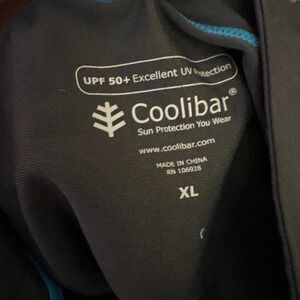 UPF 50+ Excellent UV Protection
Coolibar®
Sun Protection You Wear
www.coolibar.com
MADE IN CHINA
RN 106928
XL